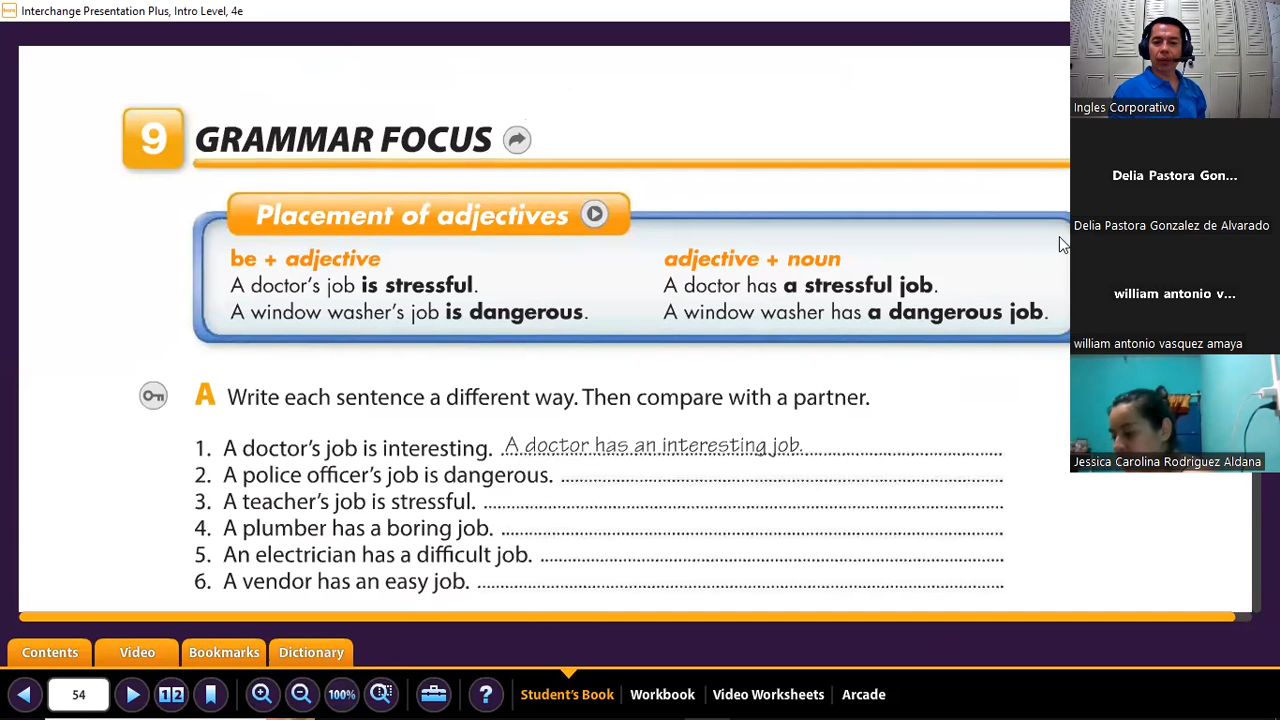 Interchange Presentation Plus, Intro Level, 4e
9 GRAMMAR FOCUS
Placement of adjectives
be + adjective
A doctor's job is stressful.
A window washer's job is dangerous.
adjective + noun
A doctor has a stressful job.
A window washer has a dangerous job.
A Write each sentence a different way. Then compare with a partner.
1. A doctor's job is interesting. A doctor has an interesting job.
2. A police officer's job is dangerous.
3. A teacher's job is stressful.
4. A plumber has a boring job.
5. An electrician has a difficult job.
6. A vendor has an easy job.
Ingles Corporativo
Delia Pastora Gon...
Delia Pastora Gonzalez de Alvarado
william antonio v...
william antonio vasquez amaya
Jessica Carolina Rodriguez Aldana
Contents Video Bookmarks Dictionary
54 1 2 100% ? Student's Book Workbook Video Worksheets Arcade